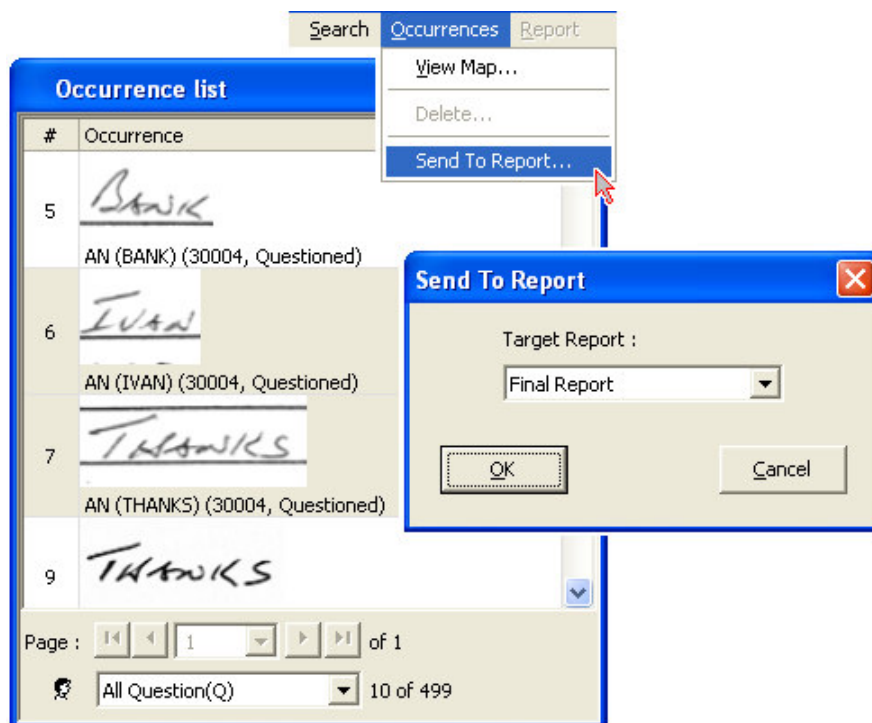 Search Occurrences Report
View Map...
Delete...
Send To Report...
Occurrence list
# Occurrence
5 BANK
AN (BANK) (30004, Questioned)
6 IVAN
AN (IVAN) (30004, Questioned)
7 THANKS
AN (THANKS) (30004, Questioned)
9 THANKS
Page : 1 of 1
All Question(Q) 10 of 499
Send To Report
Target Report :
Final Report
OK Cancel